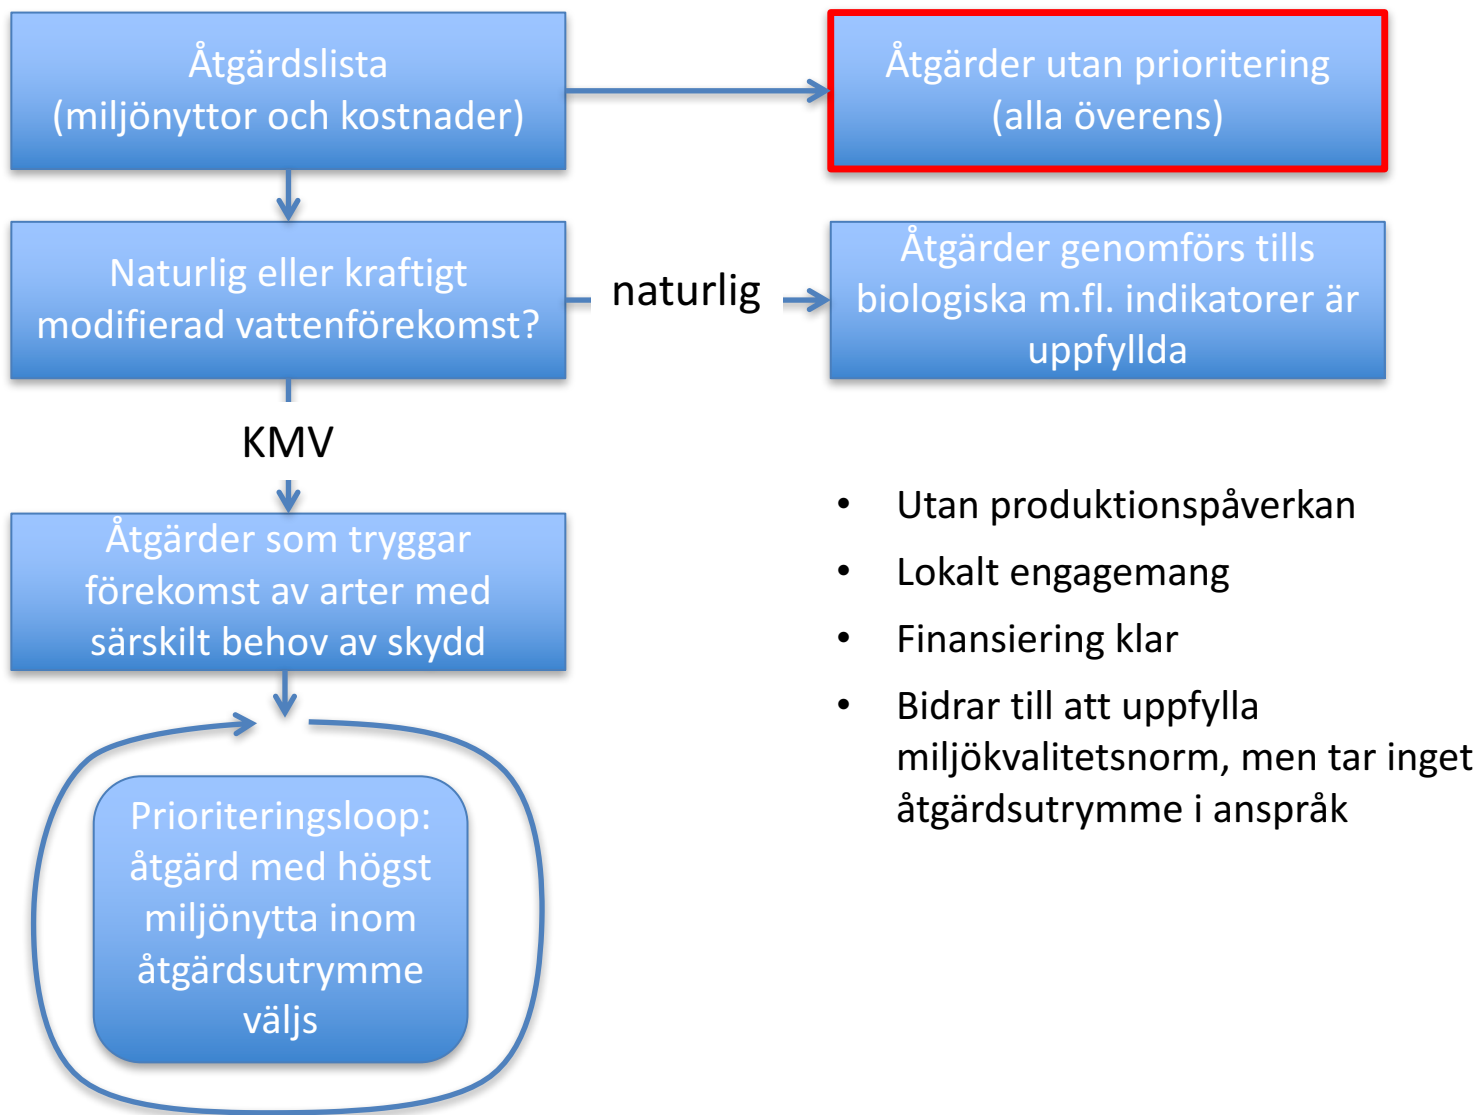 Åtgärdslista
(miljönyttor och kostnader)
Åtgärder utan prioritering
(alla överens)
Naturlig eller kraftigt
modifierad vattenförekomst?
naturlig
Åtgärder genomförs tills
biologiska m.fl. indikatorer är
uppfyllda
KMV
Åtgärder som tryggar
förekomst av arter med
särskilt behov av skydd
Prioriteringsloop:
åtgärd med högst
miljönytta inom
åtgärdsutrymme
väljs
• Utan produktionspåverkan
• Lokalt engagemang
• Finansiering klar
• Bidrar till att uppfylla
miljökvalitetsnorm, men tar inget
åtgärdsutrymme i anspråk